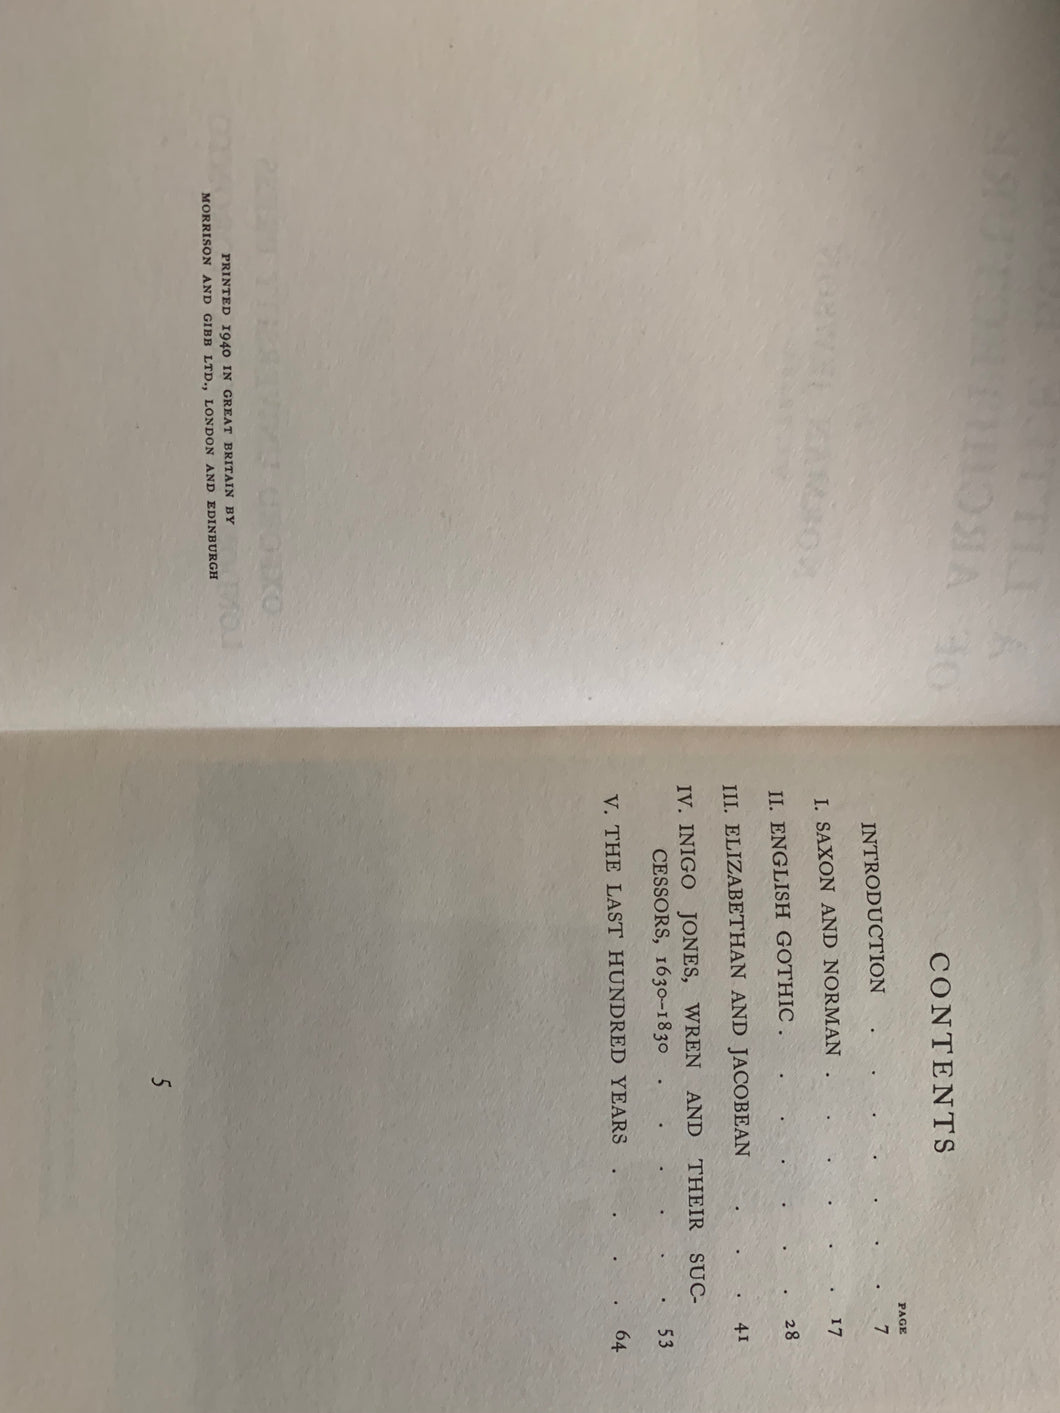 PRINTED 1940 IN GREAT BRITAIN BY
MORRISON AND GIBB LTD., LONDON AND EDINBURGH
CONTENTS
PAGE
INTRODUCTION . . . . . . . 7
I. SAXON AND NORMAN . . . . . . 17
II. ENGLISH GOTHIC . . . . . . . 28
III. ELIZABETHAN AND JACOBEAN . . . 41
IV. INIGO JONES, WREN AND THEIR SUC-
CESSORS, 1630–1830 . . . . . . 53
V. THE LAST HUNDRED YEARS . . . . 64
5